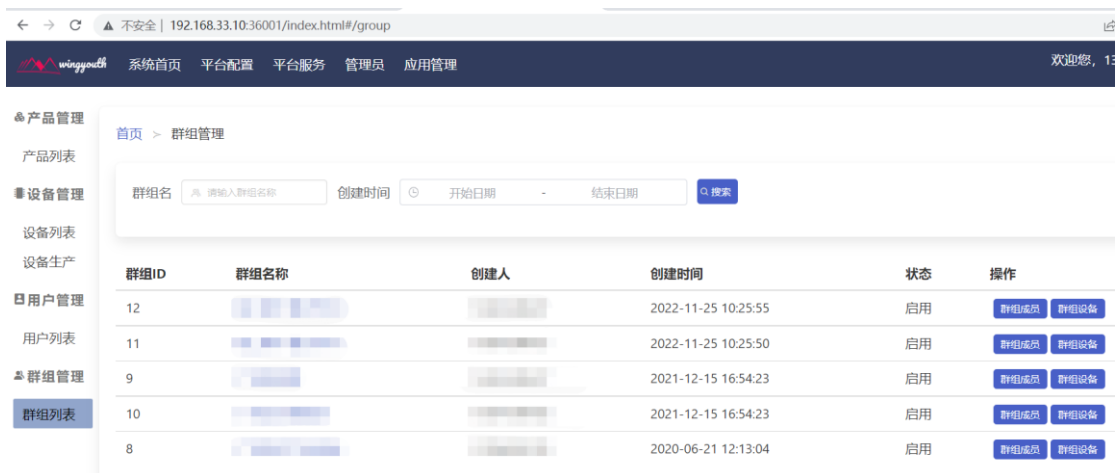 不安全 | 192.168.33.10:36001/index.html#/group
wingyouth 系统首页 平台配置 平台服务 管理员 应用管理 欢迎您，13
产品管理
首页 > 群组管理
产品列表
设备管理
群组名 请输入群组名称 创建时间 开始日期 - 结束日期 搜索
设备列表
设备生产
群组ID 群组名称 创建人 创建时间 状态 操作
用户管理
12 2022-11-25 10:25:55 启用 群组成员 群组设备
用户列表
11 2022-11-25 10:25:50 启用 群组成员 群组设备
群组管理
9 2021-12-15 16:54:23 启用 群组成员 群组设备
群组列表
10 2021-12-15 16:54:23 启用 群组成员 群组设备
8 2020-06-21 12:13:04 启用 群组成员 群组设备